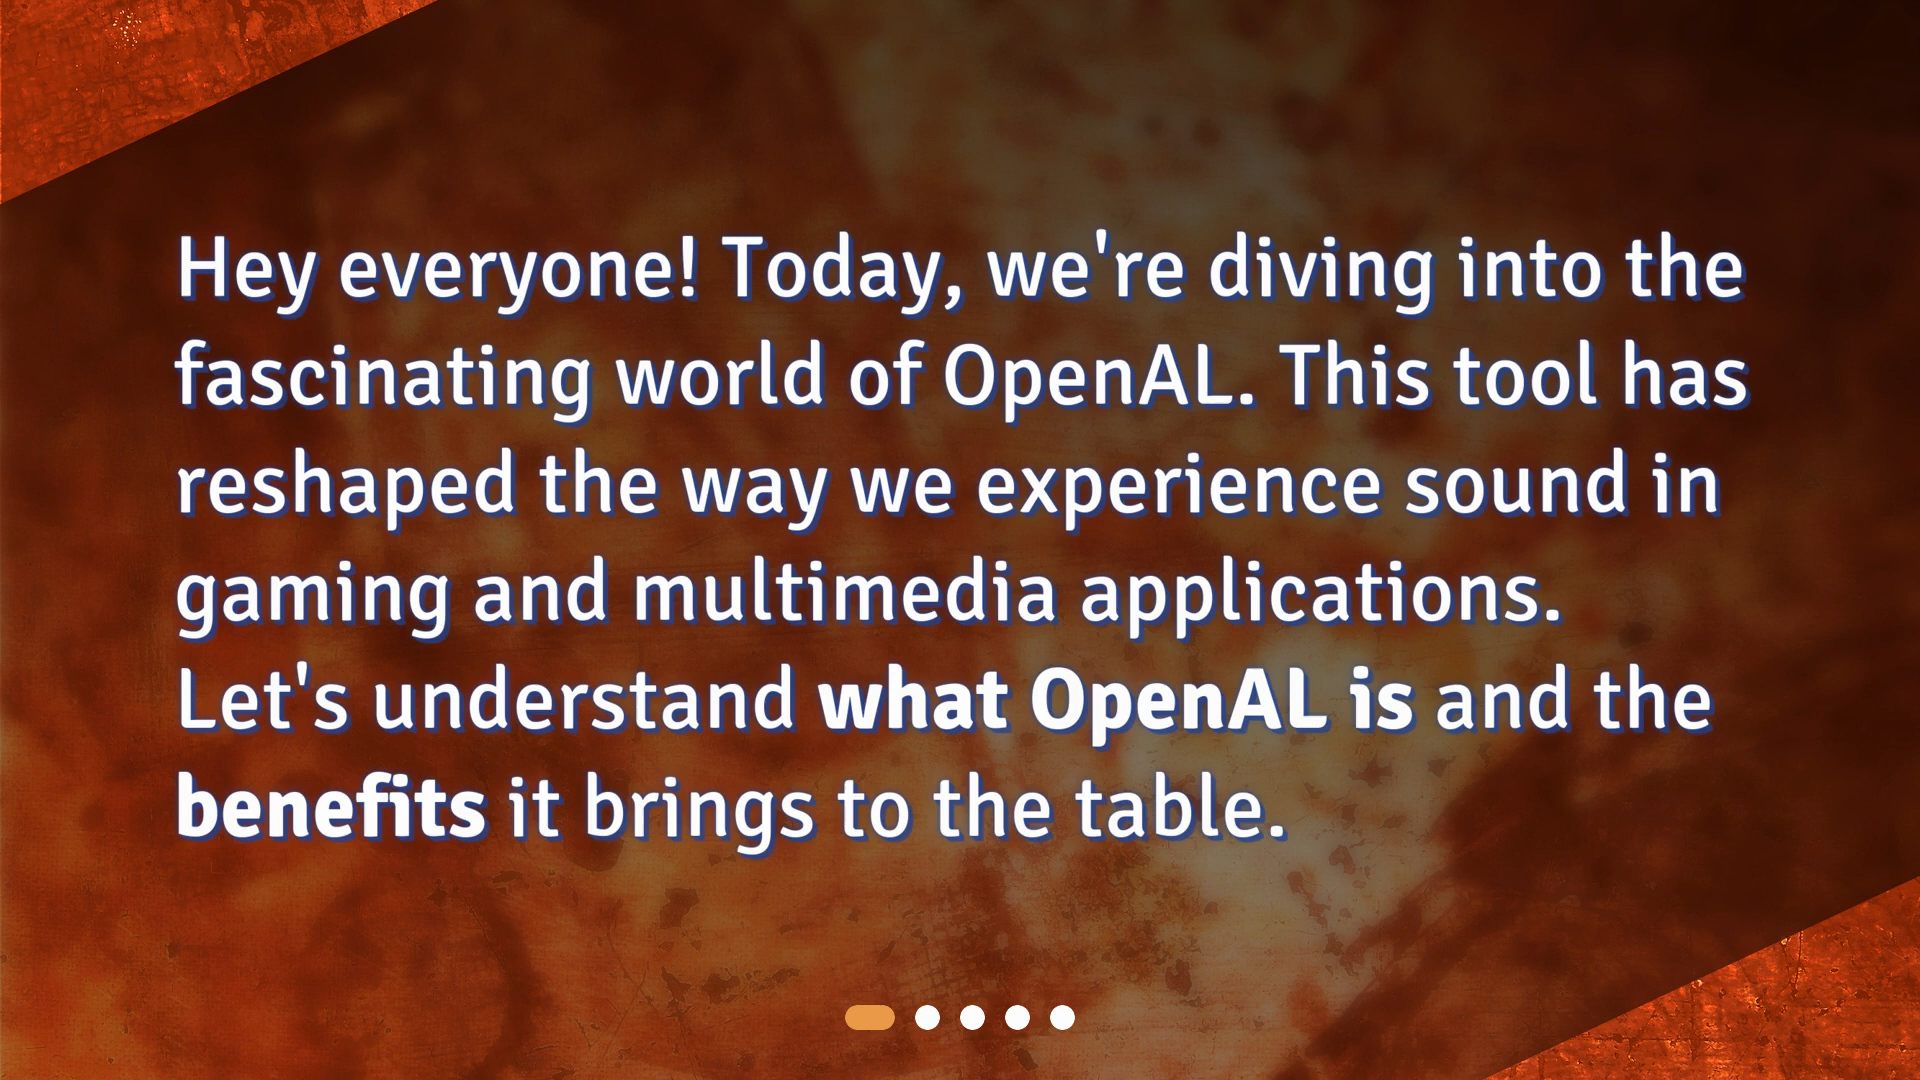 Hey everyone! Today, we're diving into the
fascinating world of OpenAL. This tool has
reshaped the way we experience sound in
gaming and multimedia applications.
Let's understand what OpenAL is and the
benefits it brings to the table.